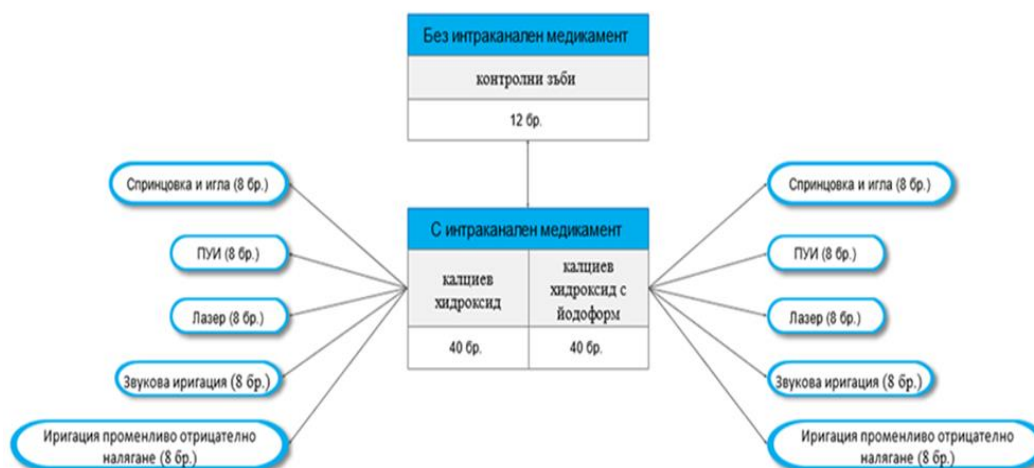 Без интраканален медикамент
контролни зъби
12 бр.
Спринцовка и игла (8 бр.)
ПУИ (8 бр.)
Лазер (8 бр.)
Звукова иригация (8 бр.)
Иригация променливо отрицателно
налягане (8 бр.)
С интраканален медикамент
калциев
хидроксид
40 бр.
калциев
хидроксид с
йодоформ
40 бр.
Спринцовка и игла (8 бр.)
ПУИ (8 бр.)
Лазер (8 бр.)
Звукова иригация (8 бр.)
Иригация променливо отрицателно
налягане (8 бр.)